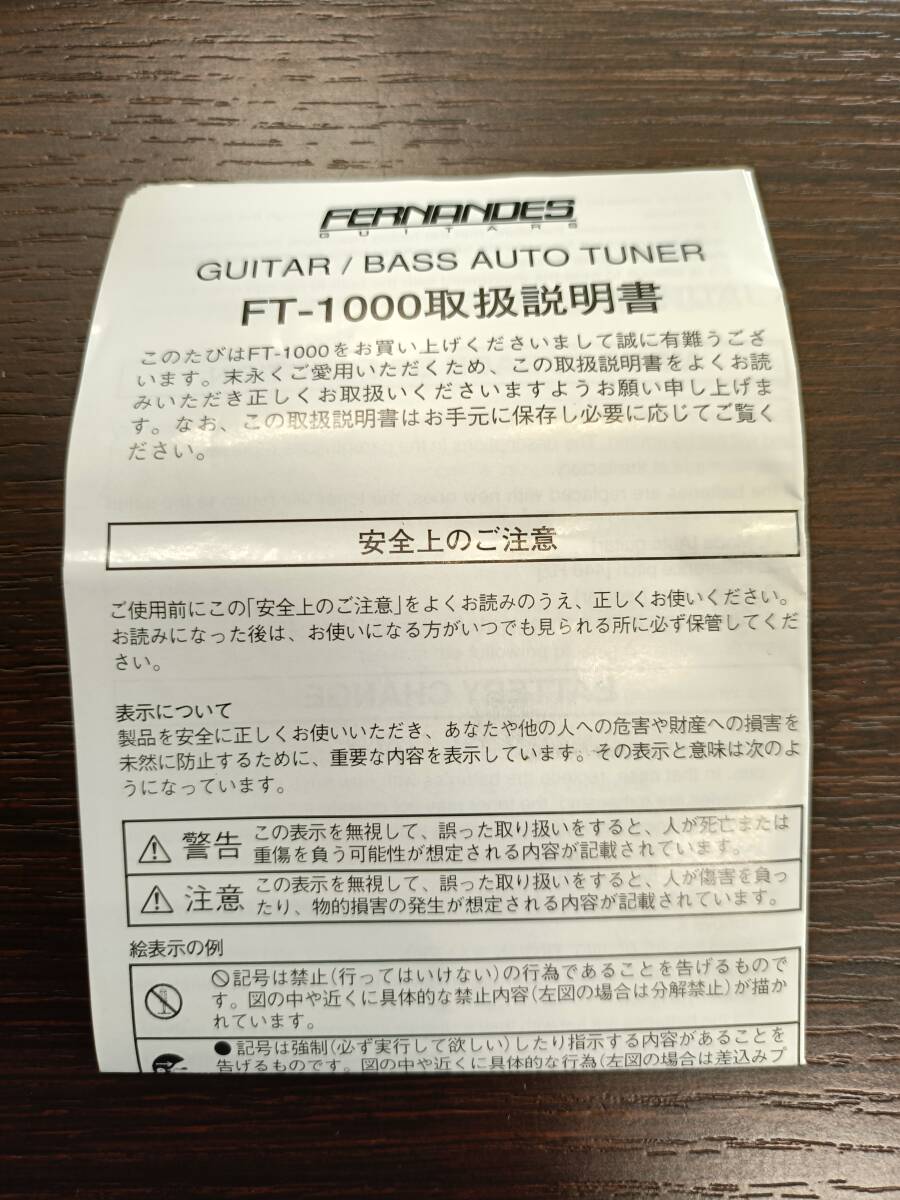 FERNANDES
GUITARS
GUITAR / BASS AUTO TUNER
FT-1000取扱説明書
このたびはFT-1000をお買い上げくださいまして誠に有難うござ
います。末永くご愛用いただくため、この取扱説明書をよくお読
みいただき正しくお取扱いくださいますようお願い申し上げま
す。なお、この取扱説明書はお手元に保存し必要に応じてご覧く
ださい。
安全上のご注意
ご使用前にこの「安全上のご注意」をよくお読みのうえ、正しくお使いください。
お読みになった後は、お使いになる方がいつでも見られる所に必ず保管してくだ
さい。
表示について
製品を安全に正しくお使いいただき、あなたや他の人への危害や財産への損害を
未然に防止するために、重要な内容を表示しています。その表示と意味は次のよ
うになっています。
警告 この表示を無視して、誤った取り扱いをすると、人が死亡または
重傷を負う可能性が想定される内容が記載されています。
注意 この表示を無視して、誤った取り扱いをすると、人が傷害を負っ
たり、物的損害の発生が想定される内容が記載されています。
絵表示の例
🚫記号は禁止(行ってはいけない)の行為であることを告げるもので
す。図の中や近くに具体的な禁止内容(左図の場合は分解禁止)が描か
れています。
●記号は強制(必ず実行して欲しい)したり指示する内容があることを
告げるものです。図の中や近くに具体的な行為(左図の場合は差込みプ